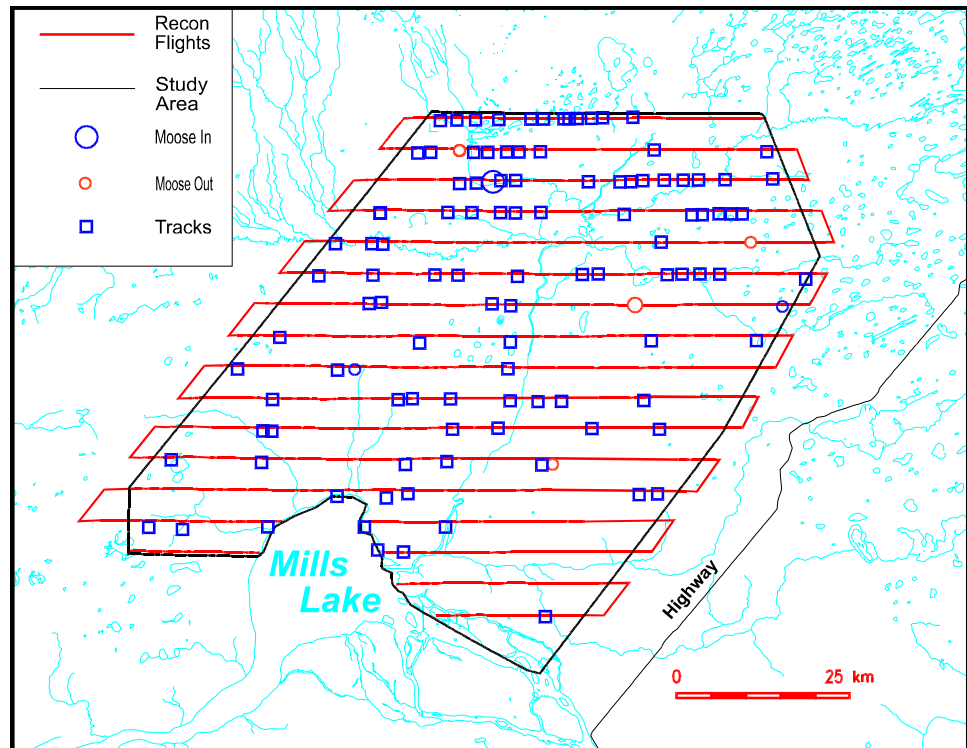 Recon
Flights
Study
Area
Moose In
Moose Out
Tracks
Mills
Lake
Highway
0 25 km